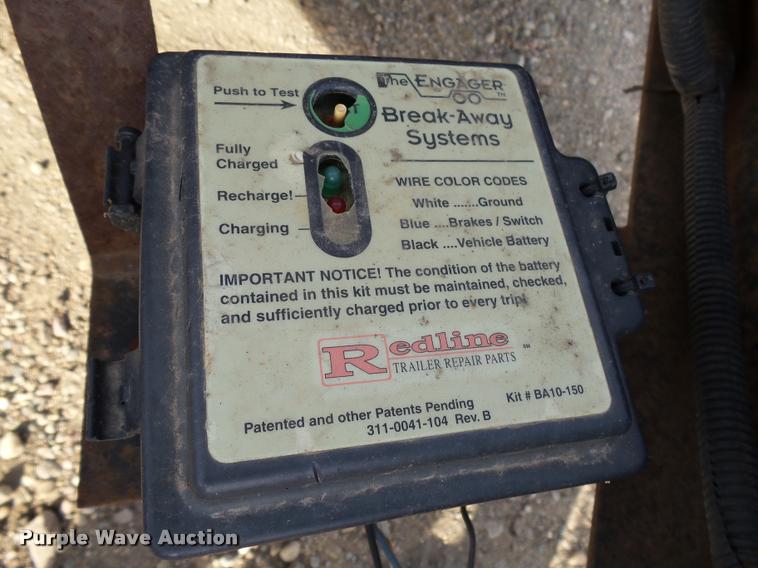 Push to Test
The ENGAGER TM
Break-Away
Systems
Fully
Charged
Recharge!
Charging
WIRE COLOR CODES
White .......Ground
Blue ....Brakes / Switch
Black ....Vehicle Battery
IMPORTANT NOTICE! The condition of the battery
contained in this kit must be maintained, checked,
and sufficiently charged prior to every trip!
Redline SM
TRAILER REPAIR PARTS
Kit # BA10-150
Patented and other Patents Pending
311-0041-104 Rev. B
Purple Wave Auction